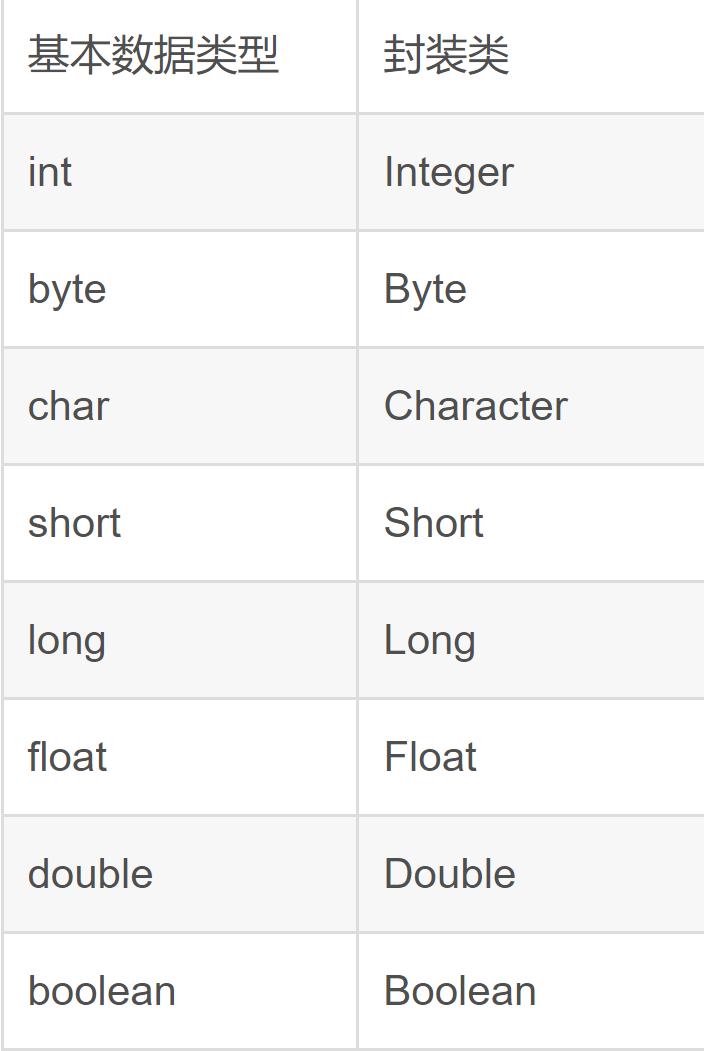 基本数据类型 封装类
int Integer
byte Byte
char Character
short Short
long Long
float Float
double Double
boolean Boolean